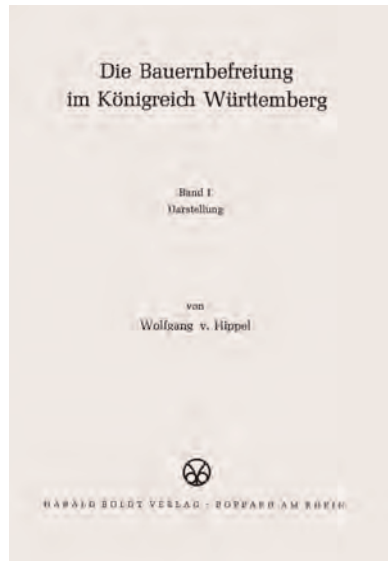 Die Bauernbefreiung
im Königreich Württemberg
Band I
Darstellung
von
Wolfgang v. Hippel
HARALD BOLDT VERLAG · BOPPARD AM RHEIN